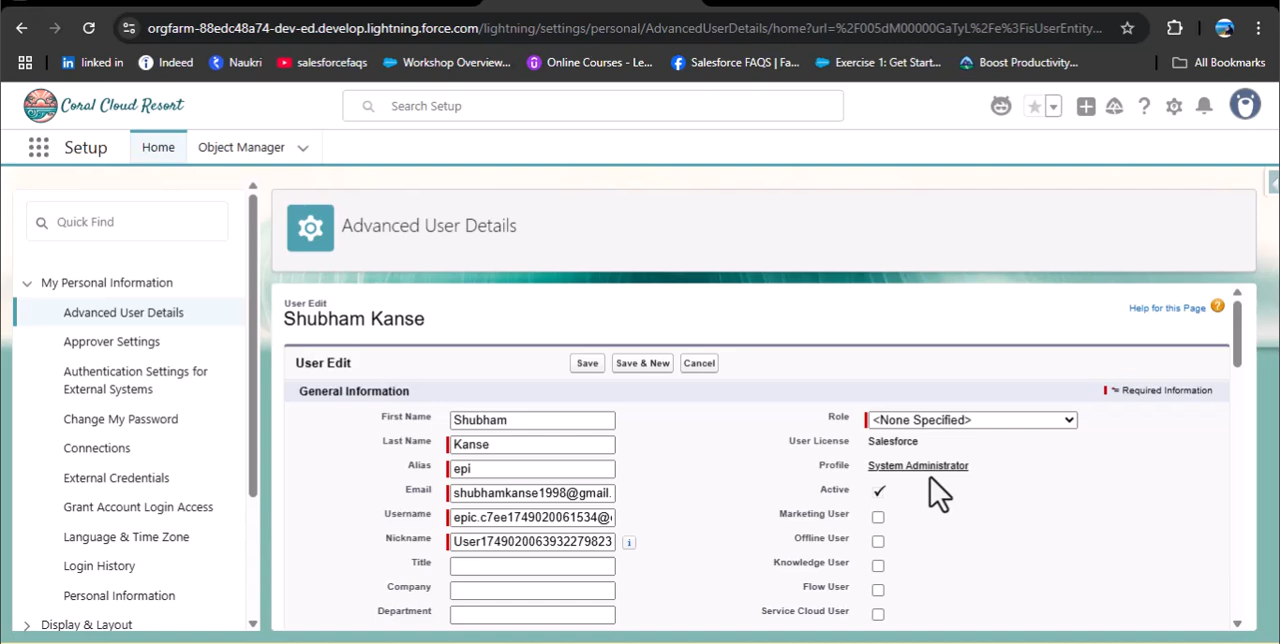 orgfarm-88edc48a74-dev-ed.develop.lightning.force.com/lightning/settings/personal/AdvancedUserDetails/home?url=%2F005dM00000GaTyL%2Fe%3FisUserEntity...
linked in
Indeed
Naukri
salesforcefaqs
Workshop Overview...
Online Courses - Le...
Salesforce FAQS | Fa...
Exercise 1: Get Start...
Boost Productivity...
All Bookmarks
Coral Cloud Resort
Search Setup
Setup
Home
Object Manager
Quick Find
My Personal Information
Advanced User Details
Approver Settings
Authentication Settings for
External Systems
Change My Password
Connections
External Credentials
Grant Account Login Access
Language & Time Zone
Login History
Personal Information
Display & Layout
Advanced User Details
User Edit
Shubham Kanse
Help for this Page
User Edit
Save
Save & New
Cancel
General Information
= Required Information
First Name Shubham
Last Name Kanse
Alias epi
Email shubhamkanse1998@gmail.
Username epic.c7ee1749020061534@
Nickname User1749020063932279823
Title
Company
Department
Role <None Specified>
User License Salesforce
Profile System Administrator
Active
Marketing User
Offline User
Knowledge User
Flow User
Service Cloud User